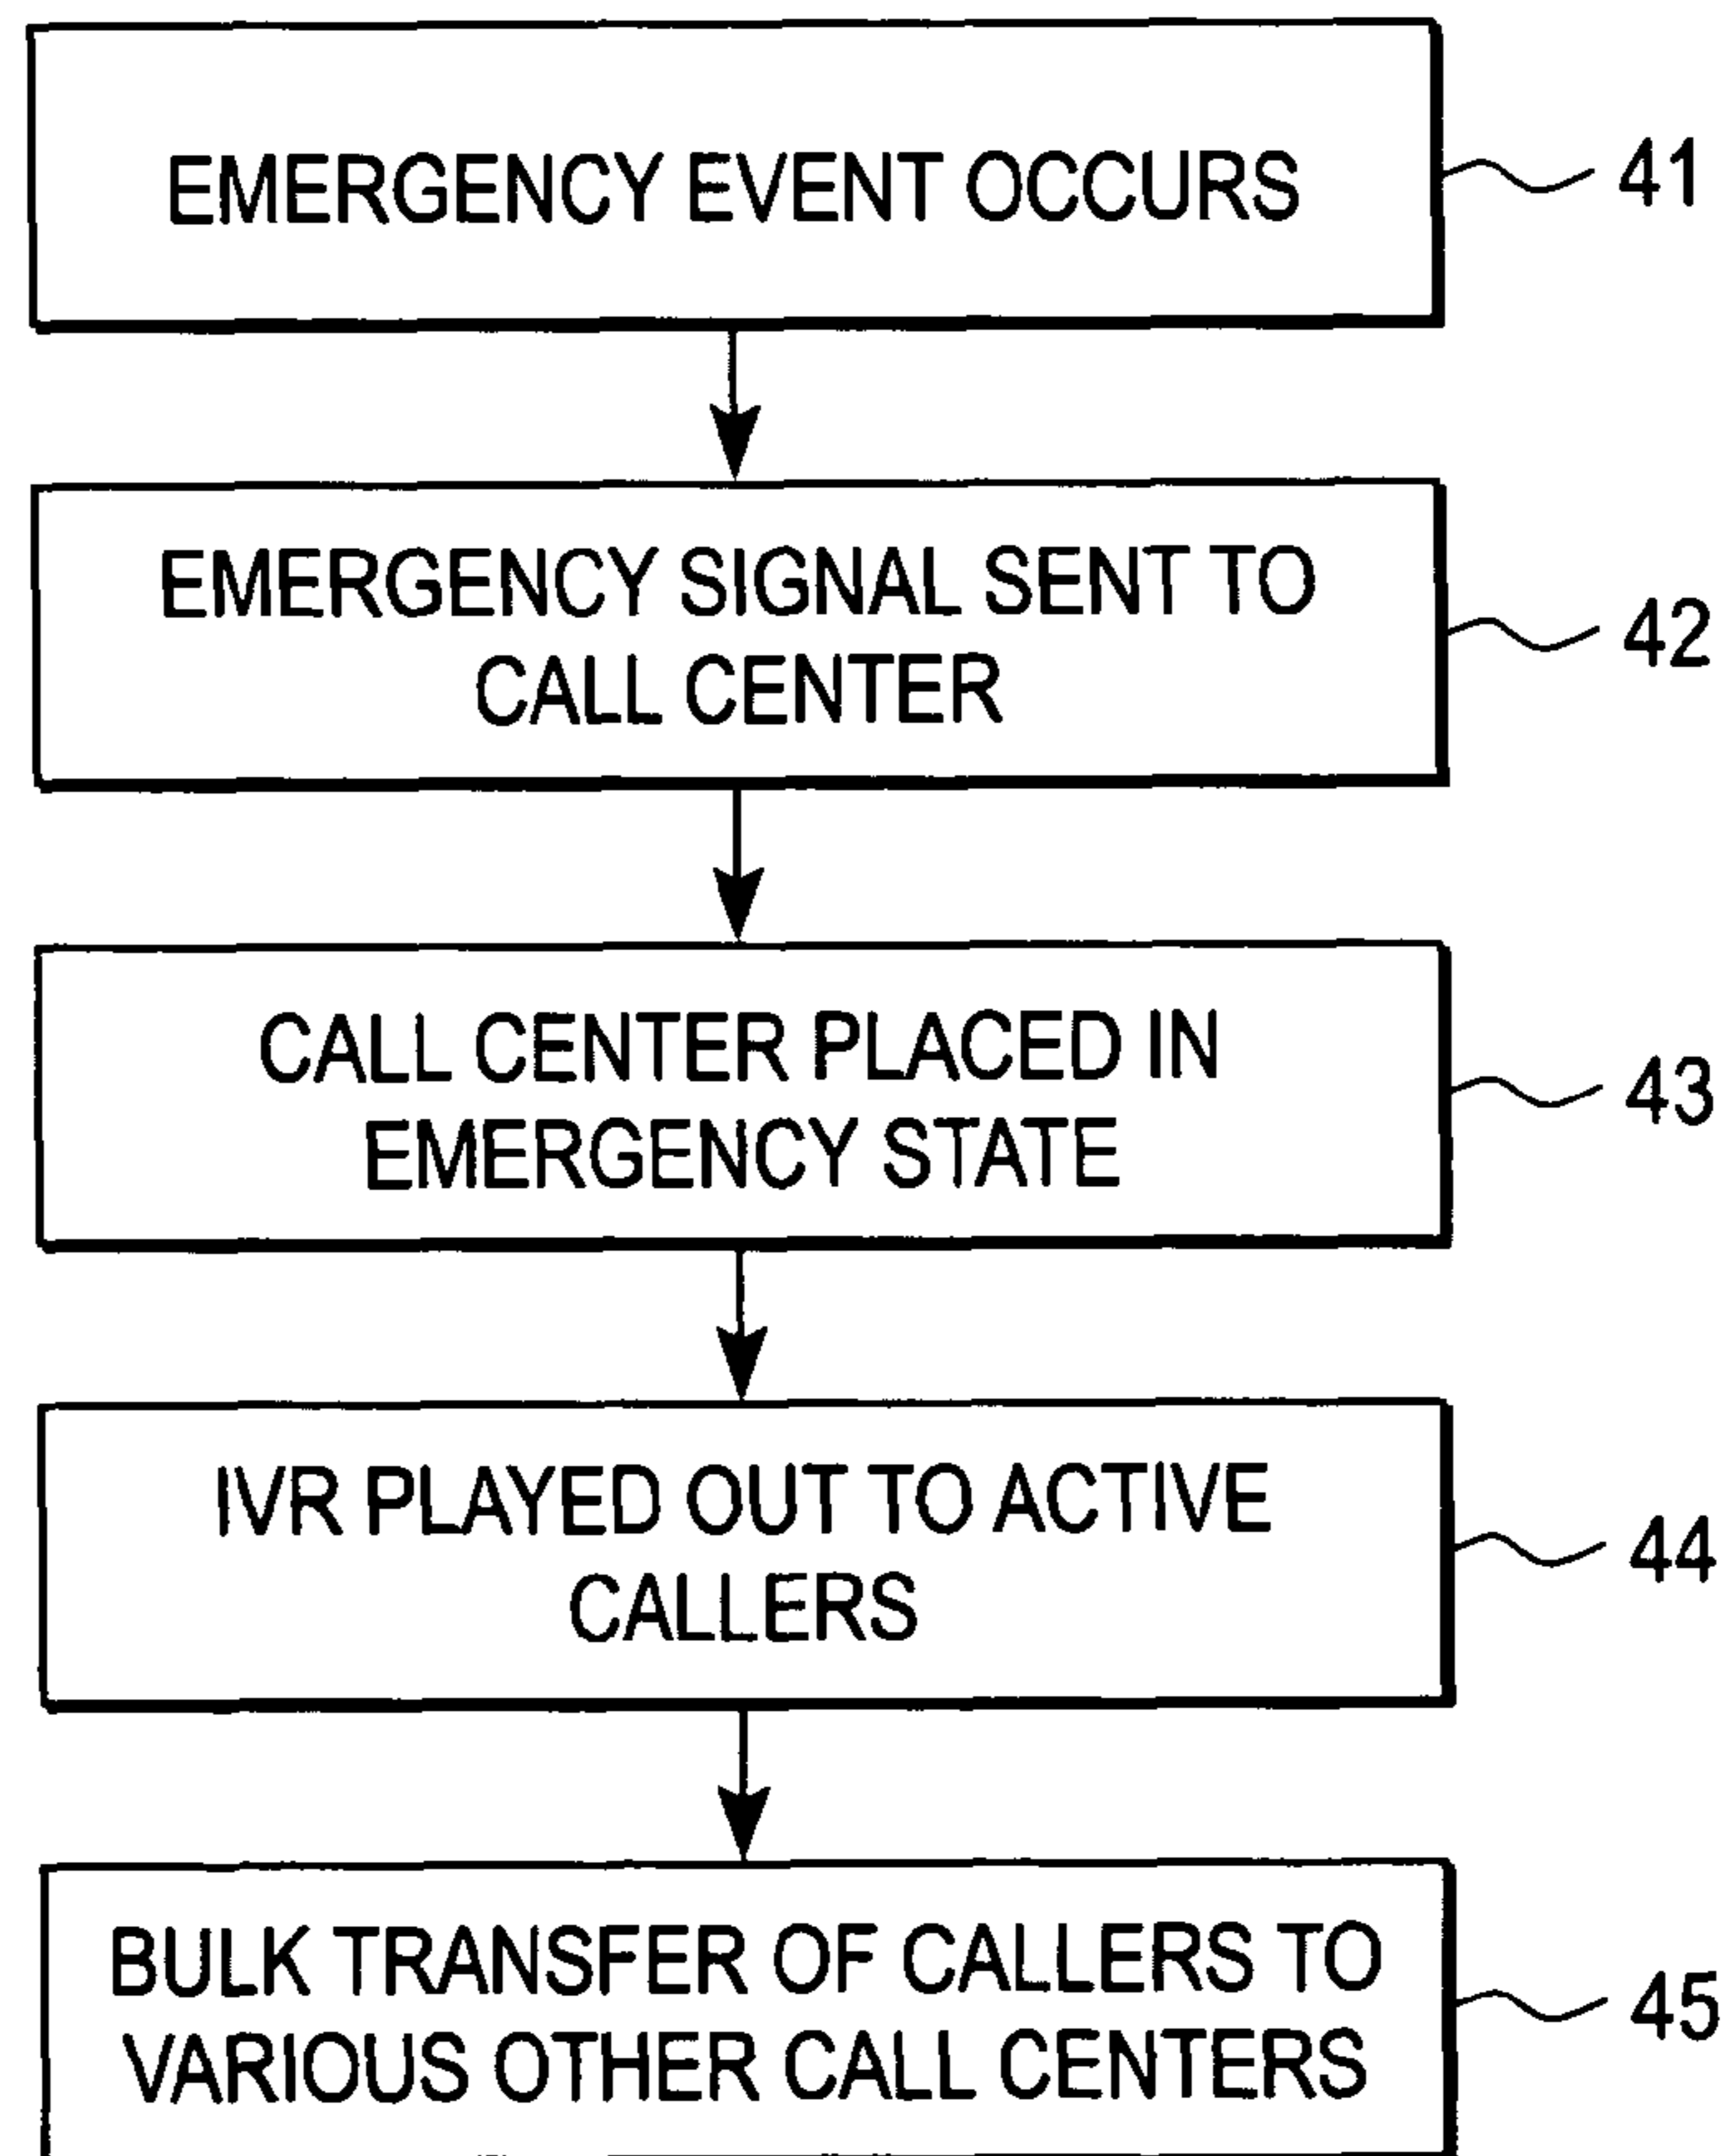 EMERGENCY EVENT OCCURS
41
EMERGENCY SIGNAL SENT TO
CALL CENTER
42
CALL CENTER PLACED IN
EMERGENCY STATE
43
IVR PLAYED OUT TO ACTIVE
CALLERS
44
BULK TRANSFER OF CALLERS TO
VARIOUS OTHER CALL CENTERS
45